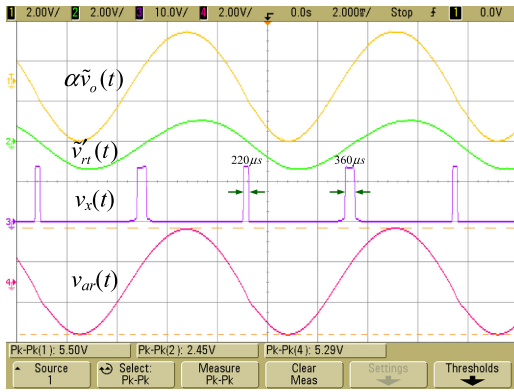 1 2.00V/ 2 2.00V/ 3 10.0V/ 4 2.00V/ 0.0s 2.000m/ Stop 1 0.0V
αṽₒ(t)
ṽ′ᵣₜ(t)
220μs 360μs
vₓ(t)
vₐᵣ(t)
Pk-Pk(1): 5.50V Pk-Pk(2): 2.45V Pk-Pk(4): 5.29V
Source
1
Select:
Pk-Pk
Measure
Pk-Pk
Clear
Meas
Settings
Thresholds